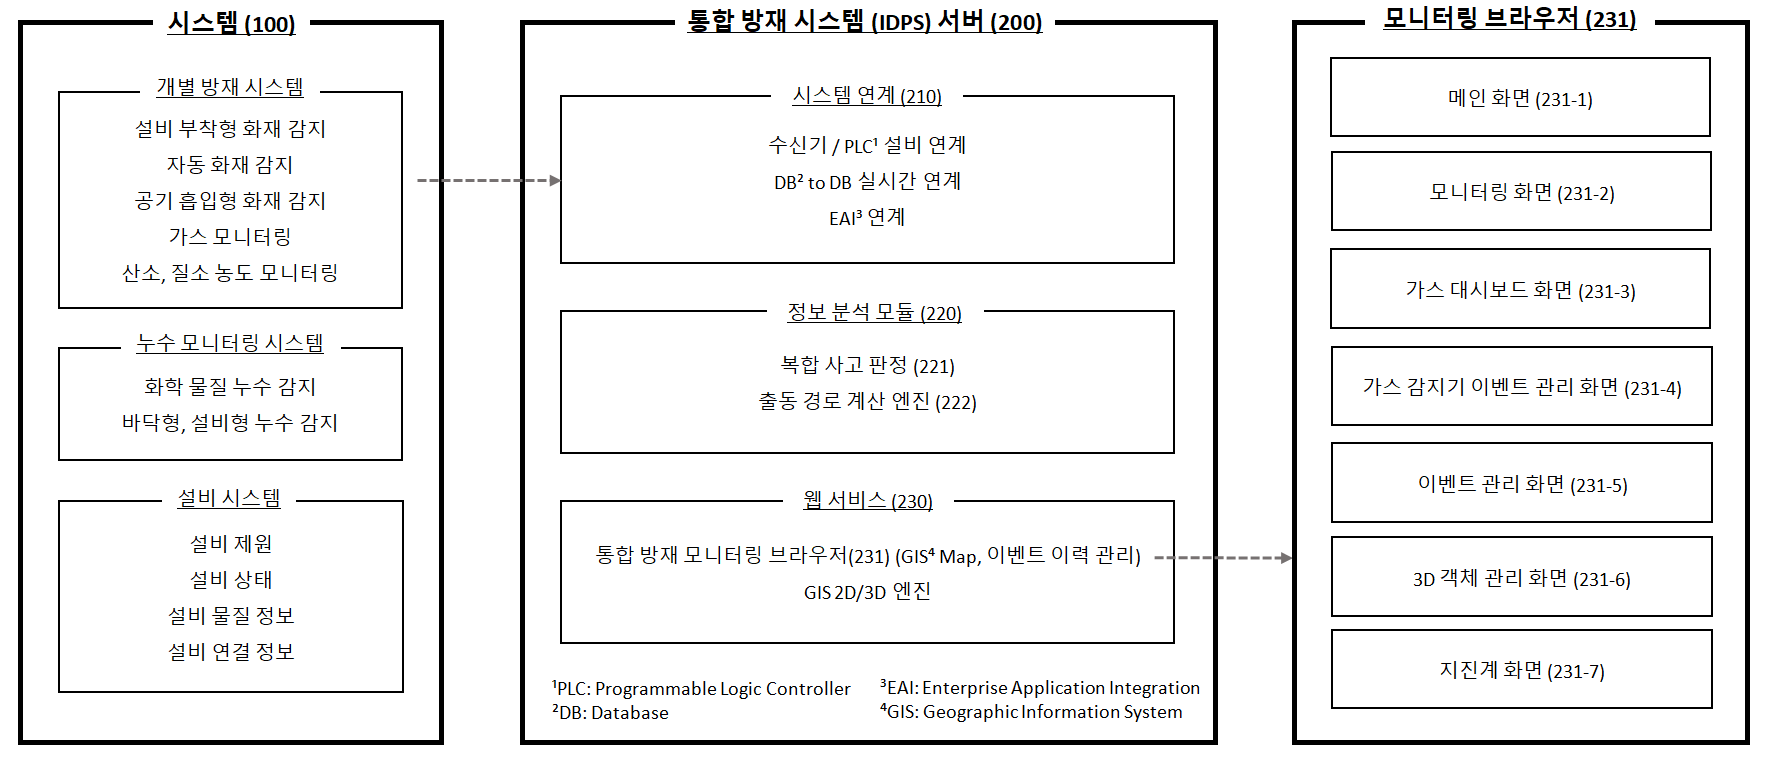 시스템 (100)
개별 방재 시스템
설비 부착형 화재 감지
자동 화재 감지
공기 흡입형 화재 감지
가스 모니터링
산소, 질소 농도 모니터링
누수 모니터링 시스템
화학 물질 누수 감지
바닥형, 설비형 누수 감지
설비 시스템
설비 제원
설비 상태
설비 물질 정보
설비 연결 정보
통합 방재 시스템 (IDPS) 서버 (200)
시스템 연계 (210)
수신기 / PLC¹ 설비 연계
DB² to DB 실시간 연계
EAI³ 연계
정보 분석 모듈 (220)
복합 사고 판정 (221)
출동 경로 계산 엔진 (222)
웹 서비스 (230)
통합 방재 모니터링 브라우저(231) (GIS⁴ Map, 이벤트 이력 관리)
GIS 2D/3D 엔진
¹PLC: Programmable Logic Controller
²DB: Database
³EAI: Enterprise Application Integration
⁴GIS: Geographic Information System
모니터링 브라우저 (231)
메인 화면 (231-1)
모니터링 화면 (231-2)
가스 대시보드 화면 (231-3)
가스 감지기 이벤트 관리 화면 (231-4)
이벤트 관리 화면 (231-5)
3D 객체 관리 화면 (231-6)
지진계 화면 (231-7)